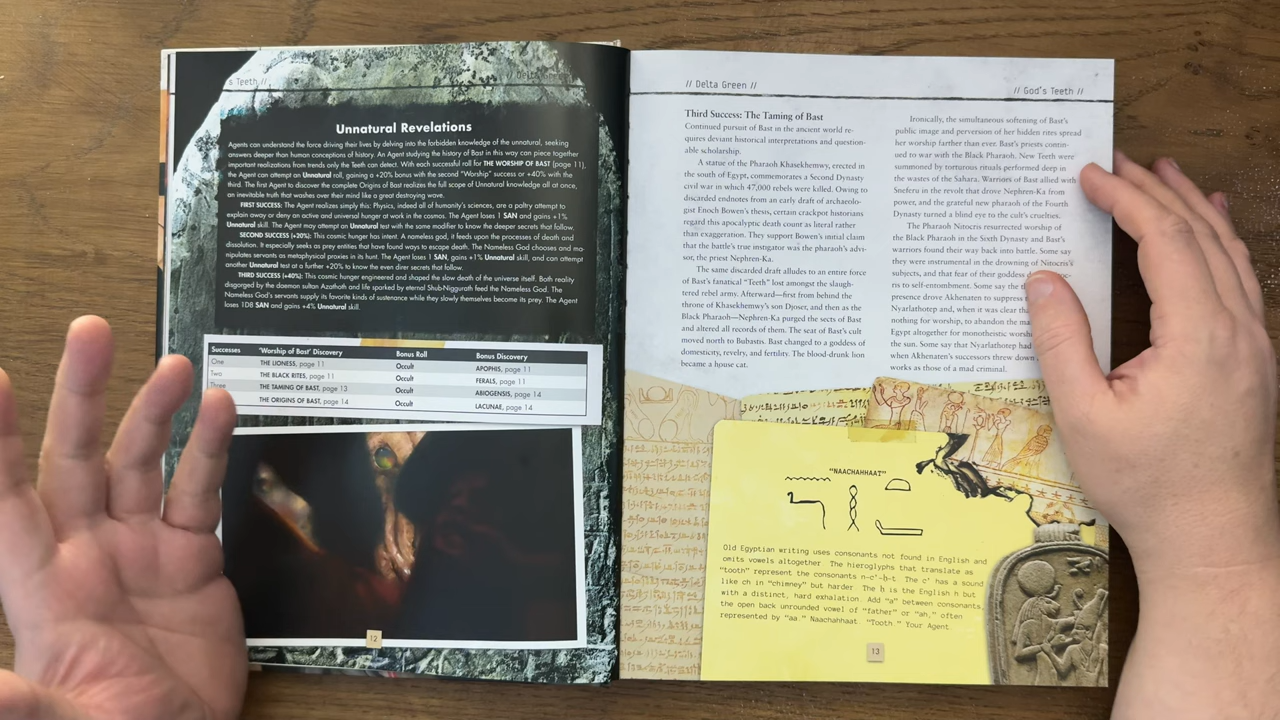 s Teeth //
// Delta Green
Unnatural Revelations
Agents can understand the force driving their lives by delving into the forbidden knowledge of the unnatural, seeking
answers deeper than human conceptions of history. An Agent studying the history of Bast in this way can piece together
important realizations from trends only the Teeth can detect. With each successful roll for THE WORSHIP OF BAST (page 11),
the Agent can attempt an Unnatural roll, gaining a +20% bonus with the second "Worship" success or +40% with the
third. The first Agent to discover the complete Origins of Bast realizes the full scope of Unnatural knowledge all at once,
an inevitable truth that washes over their mind like a great destroying wave.
FIRST SUCCESS: The Agent realizes simply this: Physics, indeed all of humanity's sciences, are a paltry attempt to
explain away or deny an active and universal hunger at work in the cosmos. The Agent loses 1 SAN and gains +1%
Unnatural skill. The Agent may attempt an Unnatural test with the same modifier to know the deeper secrets that follow.
SECOND SUCCESS (+20%): This cosmic hunger has intent. A nameless god, it feeds upon the processes of death and
dissolution. It especially seeks as prey entities that have found ways to escape death. The Nameless God chooses and ma-
nipulates servants as metaphysical proxies in its hunt. The Agent loses 1 SAN, gains +1% Unnatural skill, and can attempt
another Unnatural test at a further +20% to know the even direr secrets that follow.
THIRD SUCCESS (+40%): This cosmic hunger engineered and shaped the slow death of the universe itself. Both reality
disgorged by the daemon sultan Azathoth and life sparked by eternal Shub-Niggurath feed the Nameless God. The
Nameless God's servants supply its favorite kinds of sustenance while they slowly themselves become its prey. The Agent
loses 1D8 SAN and gains +4% Unnatural skill.
Successes 'Worship of Bast' Discovery Bonus Roll Bonus Discovery
One THE LIONESS, page 11 Occult APOPHIS, page 11
Two THE BLACK RITES, page 11 Occult FERALS, page 11
Three THE TAMING OF BAST, page 13 Occult ABIOGENSIS, page 14
THE ORIGINS OF BAST, page 14 Occult LACUNAE, page 14
12
// Delta Green //
// God's Teeth //
Third Success: The Taming of Bast
Continued pursuit of Bast in the ancient world re-
quires deviant historical interpretations and question-
able scholarship.
A statue of the Pharaoh Khasekhemwy, erected in
the south of Egypt, commemorates a Second Dynasty
civil war in which 47,000 rebels were killed. Owing to
discarded endnotes from an early draft of archaeolo-
gist Enoch Bowen's thesis, certain crackpot historians
regard this apocalyptic death count as literal rather
than exaggeration. They support Bowen's initial claim
that the battle's true instigator was the pharaoh's advi-
sor, the priest Nephren-Ka.
The same discarded draft alludes to an entire force
of Bast's fanatical "Teeth" lost amongst the slaugh-
tered rebel army. Afterward—first from behind the
throne of Khasekhemwy's son Djoser, and then as the
Black Pharaoh—Nephren-Ka purged the sects of Bast
and altered all records of them. The seat of Bast's cult
moved north to Bubastis. Bast changed to a goddess of
domesticity, revelry, and fertility. The blood-drunk lion
became a house cat.
Ironically, the simultaneous softening of Bast's
public image and perversion of her hidden rites spread
her worship farther than ever. Bast's priests contin-
ued to war with the Black Pharaoh. New Teeth were
summoned by torturous rituals performed deep in
the wastes of the Sahara. Warriors of Bast allied with
Sneferu in the revolt that drove Nephren-Ka from
power, and the grateful new pharaoh of the Fourth
Dynasty turned a blind eye to the cult's cruelties.
The Pharaoh Nitocris resurrected worship of
the Black Pharaoh in the Sixth Dynasty and Bast's
warriors found their way back into battle. Some say
they were instrumental in the drowning of Nitocris's
subjects, and that fear of their goddess
ris to self-entombment. Some say the
presence drove Akhenaten to suppress
Nyarlathotep and, when it was clear tha
nothing for worship, to abandon the ma
Egypt altogether for monotheistic worsh
the sun. Some say that Nyarlathotep had
when Akhenaten's successors threw down
works as those of a mad criminal.
"NAACHAHHAAT"
Old Egyptian writing uses consonants not found in English and
omits vowels altogether The hieroglyphs that translate as
"tooth" represent the consonants n-c'-ḥ-t The c' has a sound
like ch in "chimney" but harder The ḥ is the English h but
with a distinct, hard exhalation. Add "a" between consonants,
the open back unrounded vowel of "father" or "ah," often
represented by "aa." Naachahhaat. "Tooth " Your Agent
13